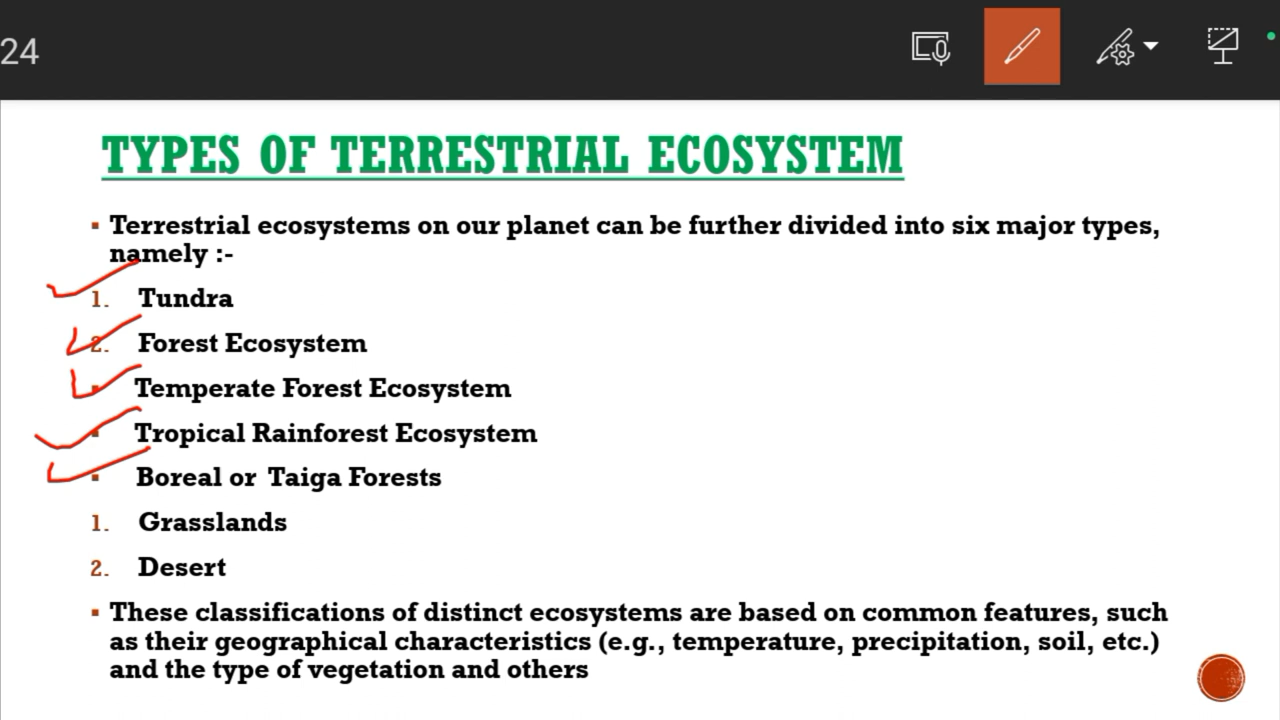 24
TYPES OF TERRESTRIAL ECOSYSTEM
▪ Terrestrial ecosystems on our planet can be further divided into six major types,
namely :-
1. Tundra
2. Forest Ecosystem
▪ Temperate Forest Ecosystem
▪ Tropical Rainforest Ecosystem
▪ Boreal or Taiga Forests
1. Grasslands
2. Desert
▪ These classifications of distinct ecosystems are based on common features, such
as their geographical characteristics (e.g., temperature, precipitation, soil, etc.)
and the type of vegetation and others